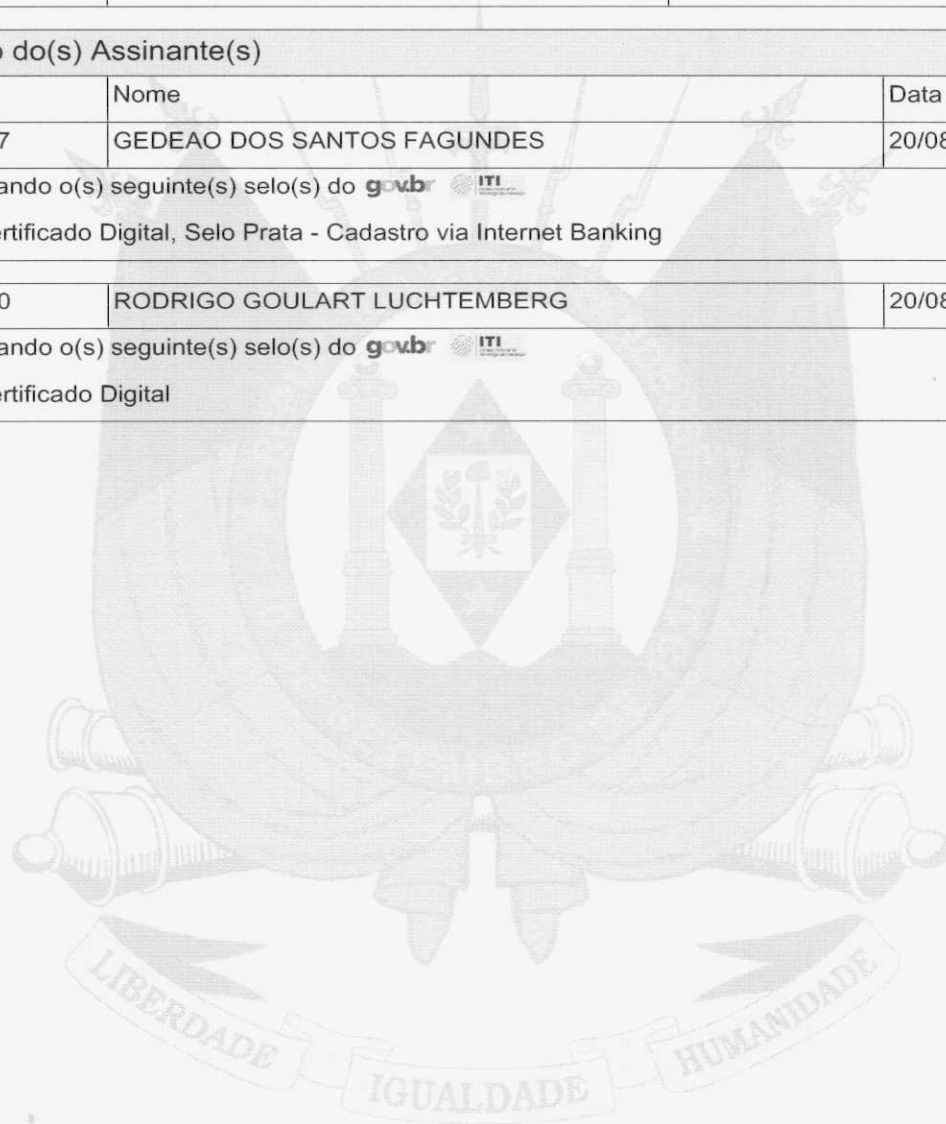 o do(s) Assinante(s)
Nome Data
7 GEDEAO DOS SANTOS FAGUNDES 20/08
ando o(s) seguinte(s) selo(s) do gov.br ITI
ertificado Digital, Selo Prata - Cadastro via Internet Banking
0 RODRIGO GOULART LUCHTEMBERG 20/08
ando o(s) seguinte(s) selo(s) do gov.br ITI
ertificado Digital
LIBERDADE IGUALDADE HUMANIDADE